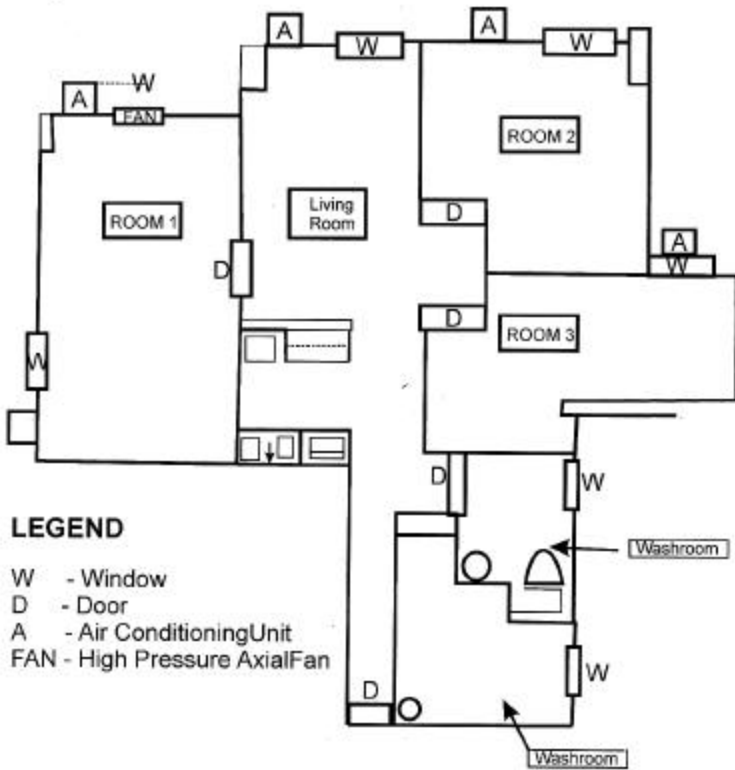 A
A
W
W
A
W
FAN
ROOM 2
ROOM 1
Living
Room
D
D
A
W
D
ROOM 3
W
D
W
LEGEND
Washroom
W - Window
D - Door
A - Air ConditioningUnit
FAN - High Pressure AxialFan
W
D
Washroom